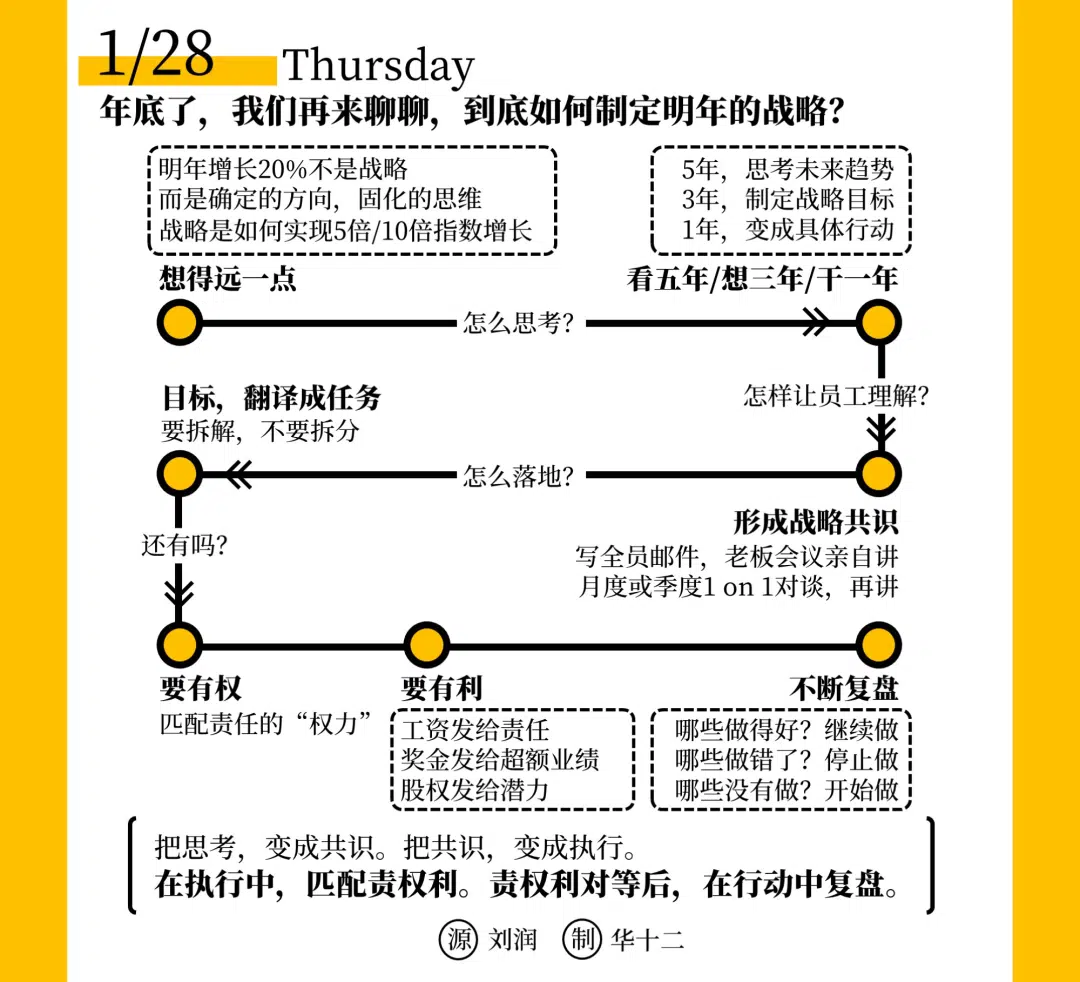 1/28 Thursday
年底了，我们再来聊聊，到底如何制定明年的战略？
明年增长20%不是战略
而是确定的方向，固化的思维
战略是如何实现5倍/10倍指数增长
5年，思考未来趋势
3年，制定战略目标
1年，变成具体行动
想得远一点
看五年/想三年/干一年
怎么思考？
怎样让员工理解？
目标，翻译成任务
要拆解，不要拆分
怎么落地？
形成战略共识
写全员邮件，老板会议亲自讲
月度或季度1 on 1对谈，再讲
还有吗？
要有权
匹配责任的“权力”
要有利
工资发给责任
奖金发给超额业绩
股权发给潜力
不断复盘
哪些做得好？继续做
哪些做错了？停止做
哪些没有做？开始做
把思考，变成共识。把共识，变成执行。
在执行中，匹配责权利。责权利对等后，在行动中复盘。
源 刘润 制 华十二